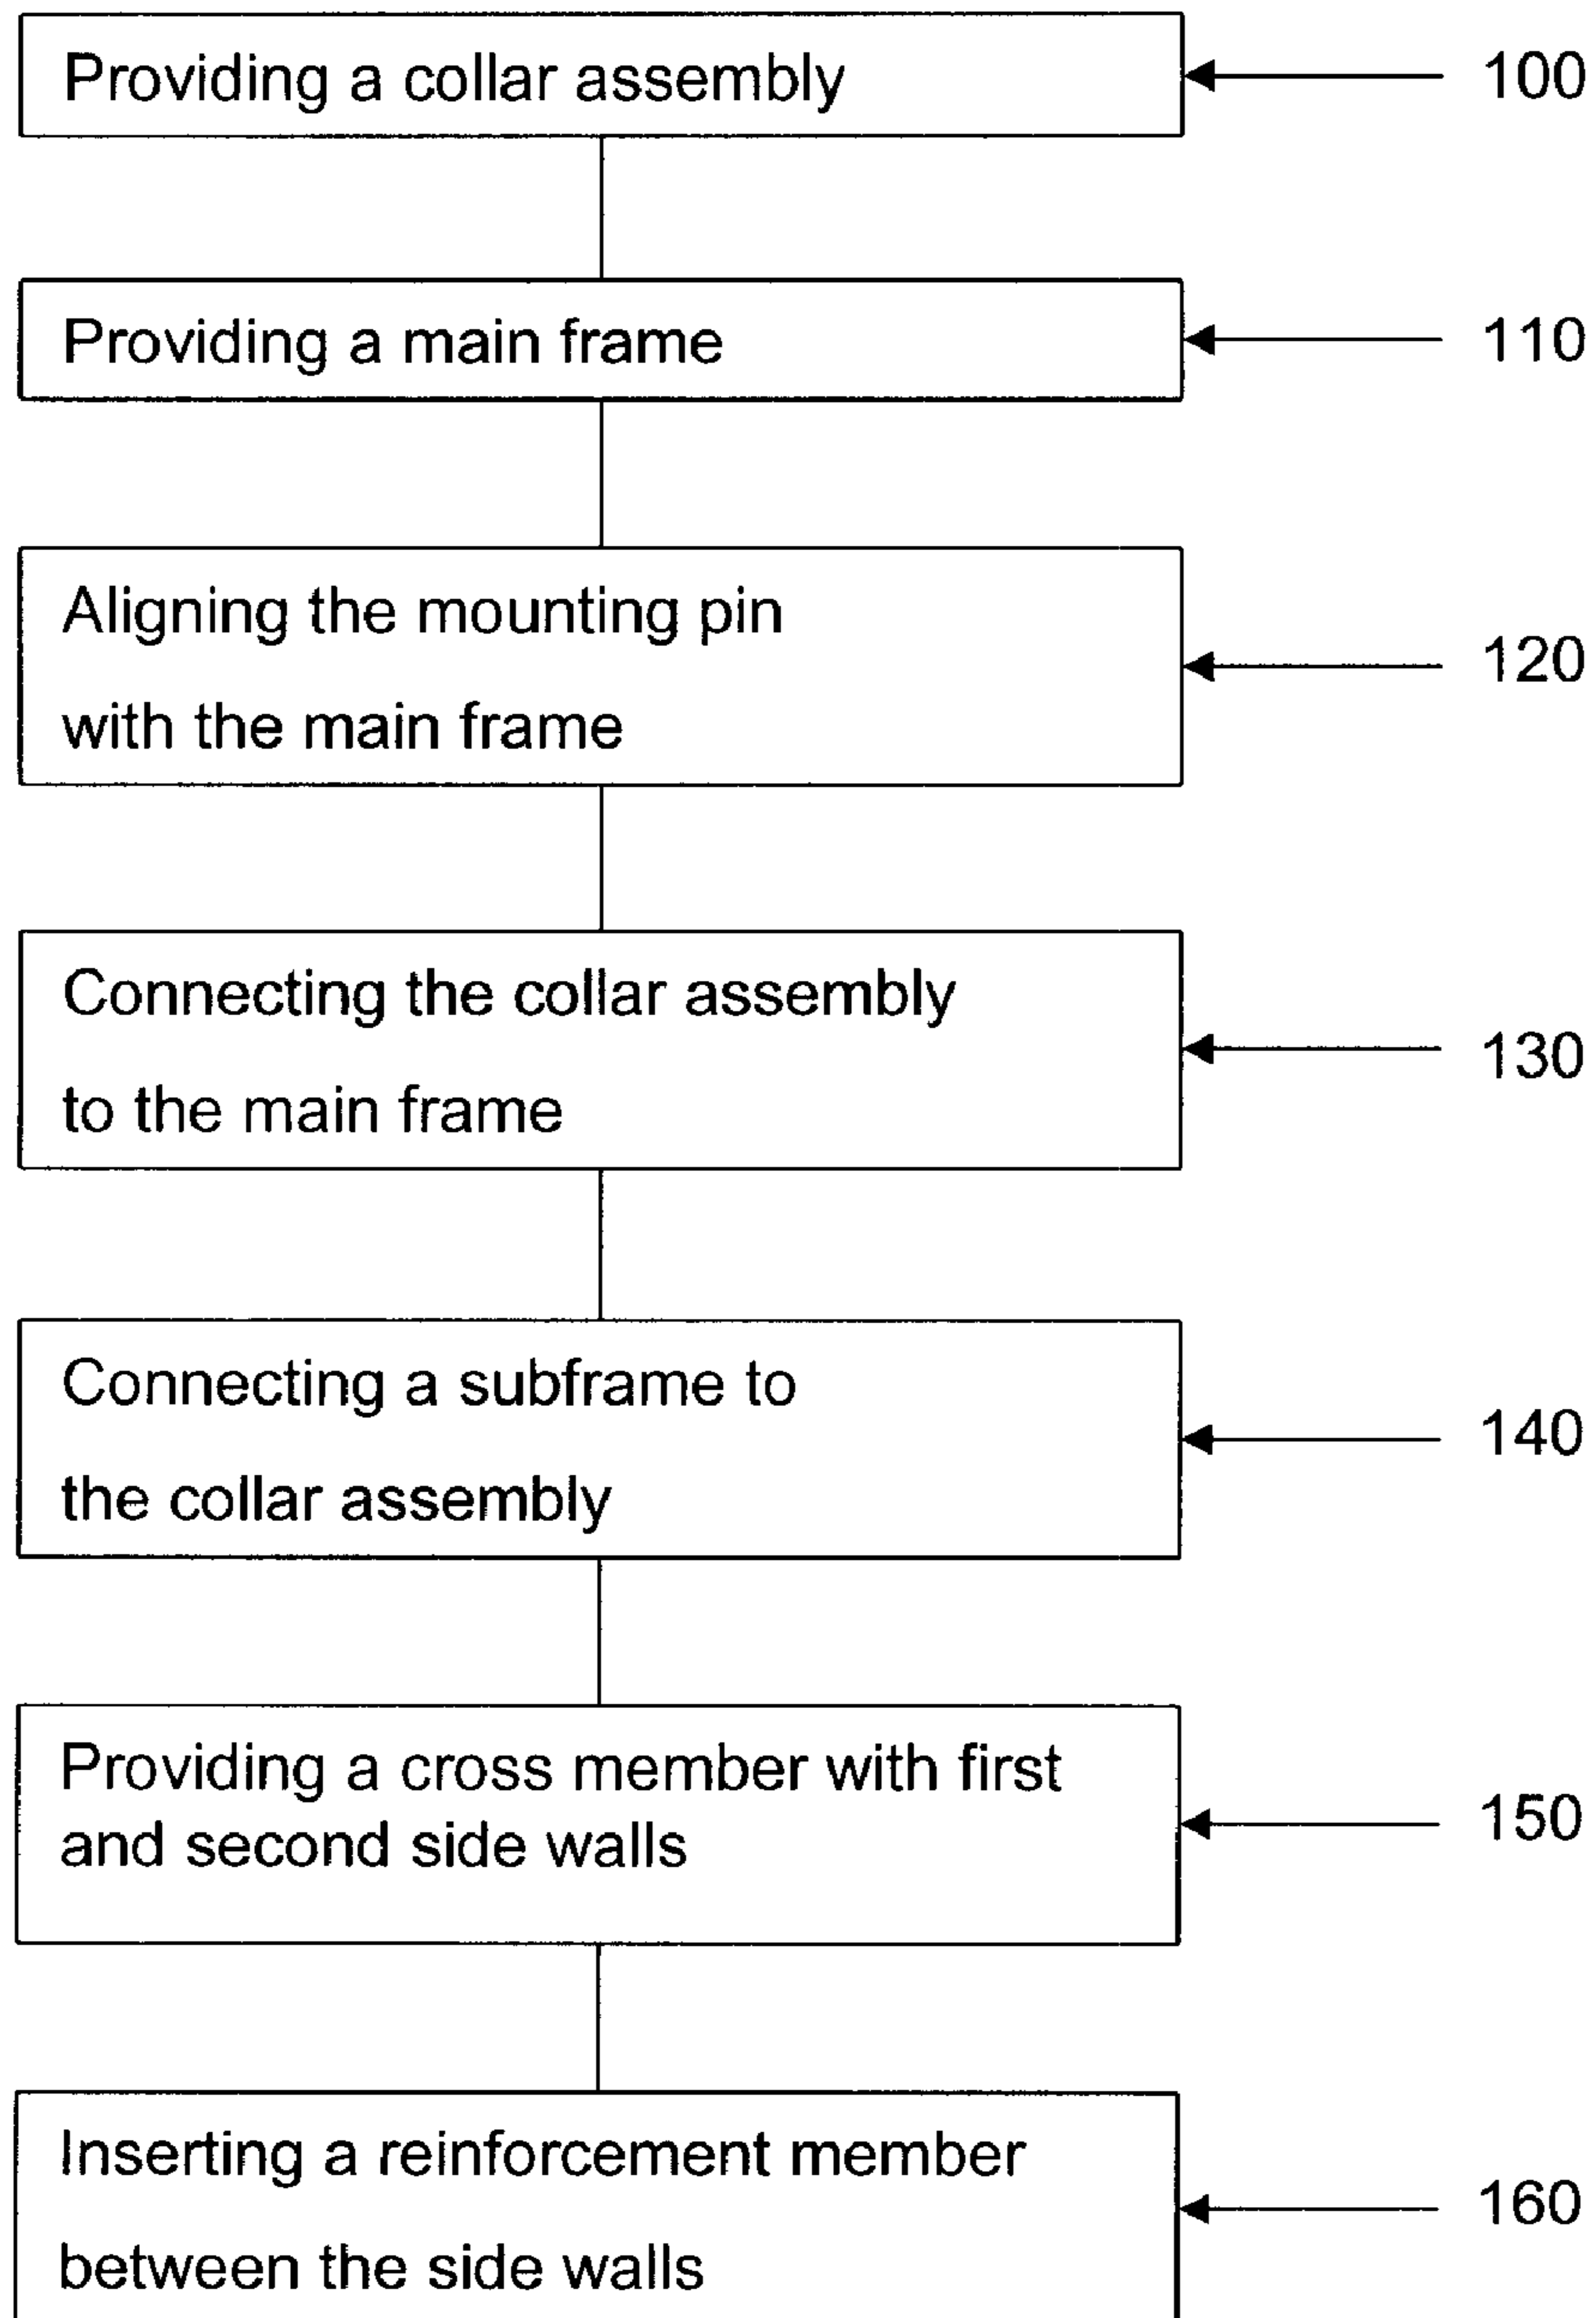 Providing a collar assembly
100
Providing a main frame
110
Aligning the mounting pin
with the main frame
120
Connecting the collar assembly
to the main frame
130
Connecting a subframe to
the collar assembly
140
Providing a cross member with first
and second side walls
150
Inserting a reinforcement member
between the side walls
160